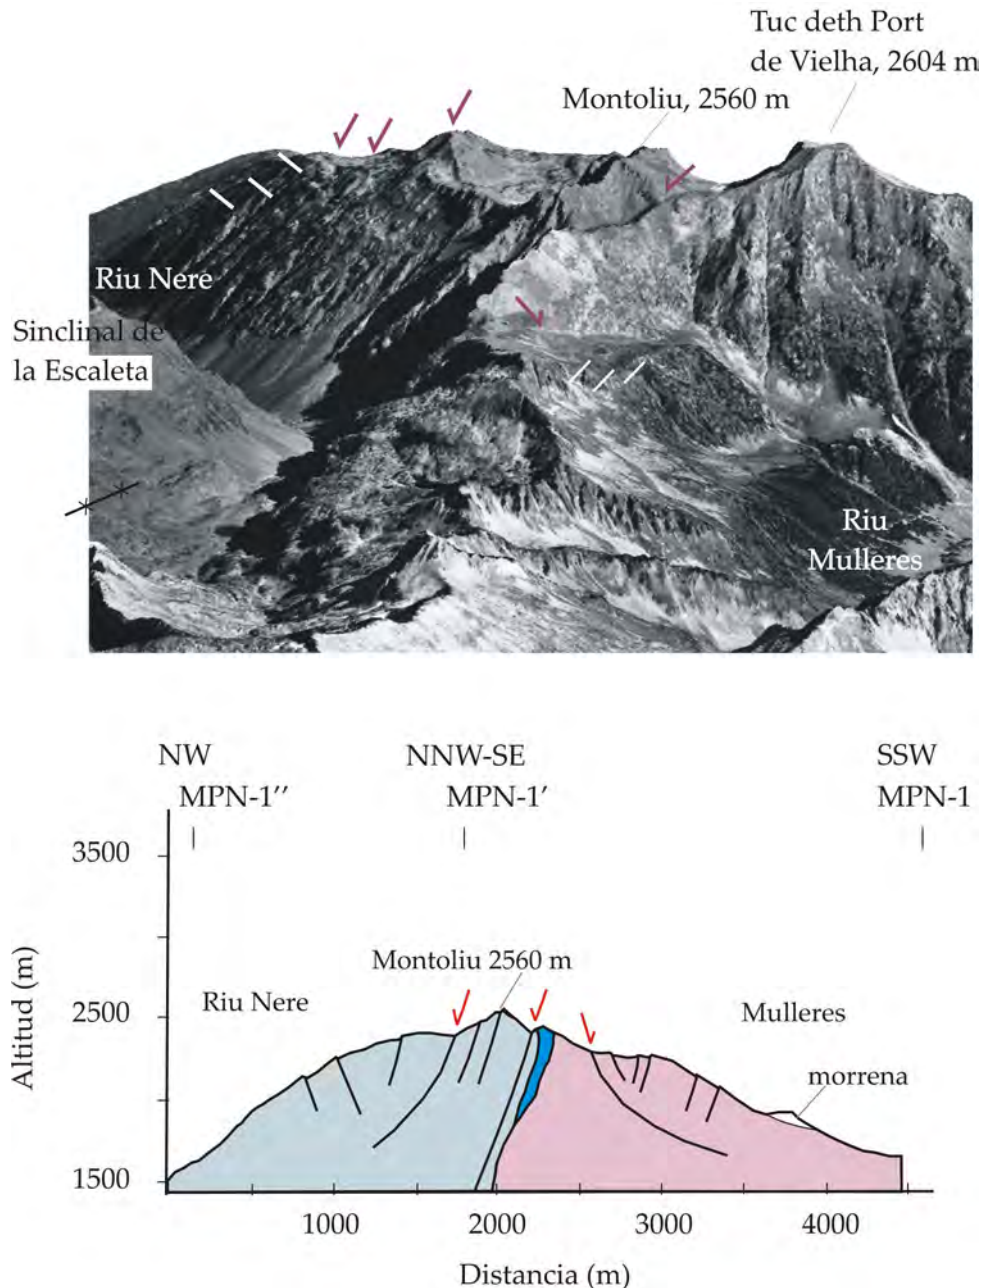 Tuc deth Port
de Vielha, 2604 m
Montoliu, 2560 m
Riu Nere
Sinclinal de
la Escaleta
Riu
Mulleres
NW
NNW-SE
SSW
MPN-1''
MPN-1'
MPN-1
3500
Montoliu 2560 m
2500
Riu Nere
Mulleres
morrena
1500
Altitud (m)
1000
2000
3000
4000
Distancia (m)